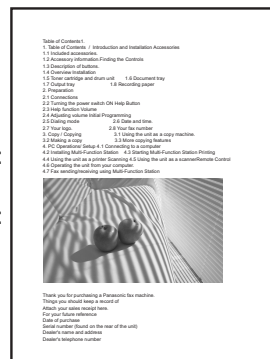 Table of Contents1
1. Table of Contents / Introduction and Installation Accessories
1.1 Included accessories.
1.2 Accessory information.Finding the Controls
1.3 Description of buttons.
1.4 Overview Installation
1.5 Toner cartridge and drum unit 1.6 Document tray
1.7 Output tray 1.8 Recording paper
2. Preparation
2.1 Connections
2.2 Turning the power switch ON Help Button
2.3 Help function Volume
2.4 Adjusting volume Initial Programming
2.5 Dialing mode 2.6 Date and time.
2.7 Your logo. 2.8 Your fax number
3. Copy / Copying 3.1 Using the unit as a copy machine.
3.2 Making a copy 3.3 More copying features
4. PC Operations/ Setup 4.1 Connecting to a computer
4.2 Installing Multi-Function Station 4.3 Starting Multi-Function Station Printing
4.4 Using the unit as a printer Scanning 4.5 Using the unit as a scannerRemote Control
4.6 Operating the unit from your computer.
4.7 Fax sending/receiving using Multi-Function Station
Thank you for purchasing a Panasonic fax machine.
Things you should keep a record of
Attach your sales receipt here.
For your future reference
Date of purchase
Serial number (found on the rear of the unit)
Dealer's name and address
Dealer's telephone number